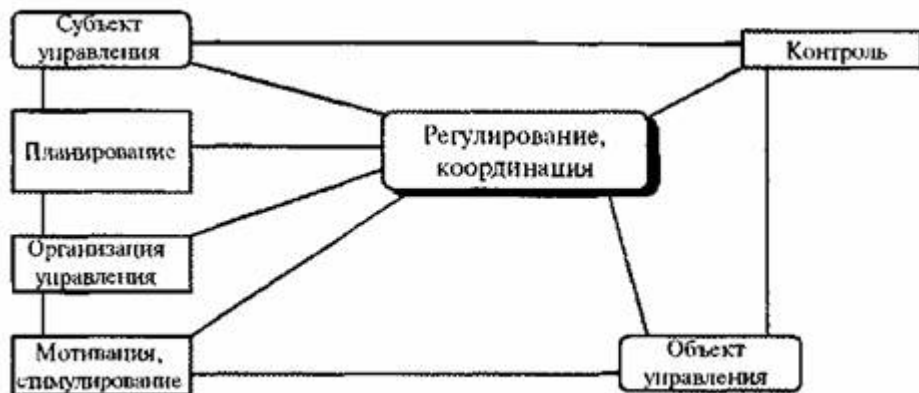 Субъект
управления
Контроль
Регулирование,
координация
Планирование
Организация
управления
Мотивация,
стимулирование
Объект
управления